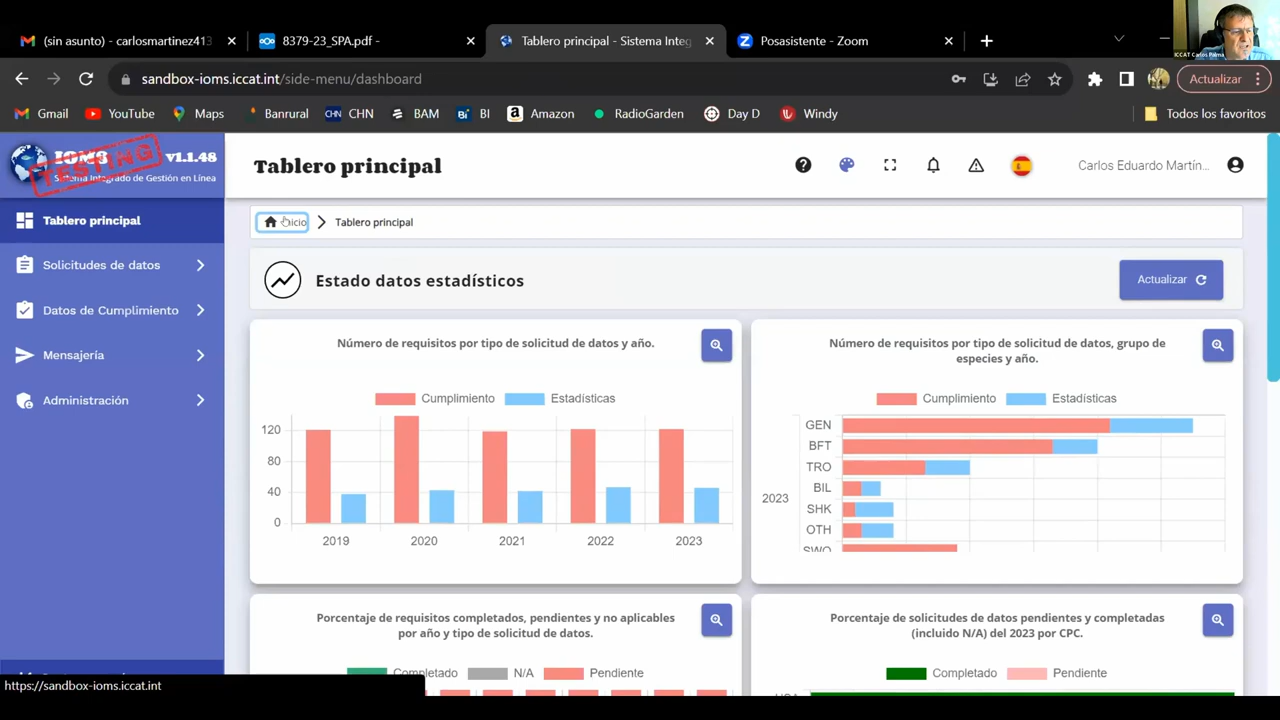 (sin asunto) - carlosmartinez413
8379-23_SPA.pdf -
Tablero principal - Sistema Integ
Posasistente - Zoom
ICCAT Carlos Palma
sandbox-ioms.iccat.int/side-menu/dashboard
Actualizar
Gmail
YouTube
Maps
Banrural
CHN
CHN
BAM
Bi
BI
Amazon
RadioGarden
Day D
Windy
Todos los favoritos
IOMS v1.1.48
TESTING
Sistema Integrado de Gestión en Línea
Tablero principal
Carlos Eduardo Martín...
Tablero principal
Solicitudes de datos
Datos de Cumplimiento
Mensajería
Administración
Inicio
Tablero principal
Estado datos estadísticos
Actualizar
Número de requisitos por tipo de solicitud de datos y año.
Cumplimiento
Estadísticas
120
80
40
0
2019
2020
2021
2022
2023
Número de requisitos por tipo de solicitud de datos, grupo de
especies y año.
Cumplimiento
Estadísticas
2023
GEN
BFT
TRO
BIL
SHK
OTH
SWO
Porcentaje de requisitos completados, pendientes y no aplicables
por año y tipo de solicitud de datos.
Completado
N/A
Pendiente
Porcentaje de solicitudes de datos pendientes y completadas
(incluido N/A) del 2023 por CPC.
Completado
Pendiente
https://sandbox-ioms.iccat.int